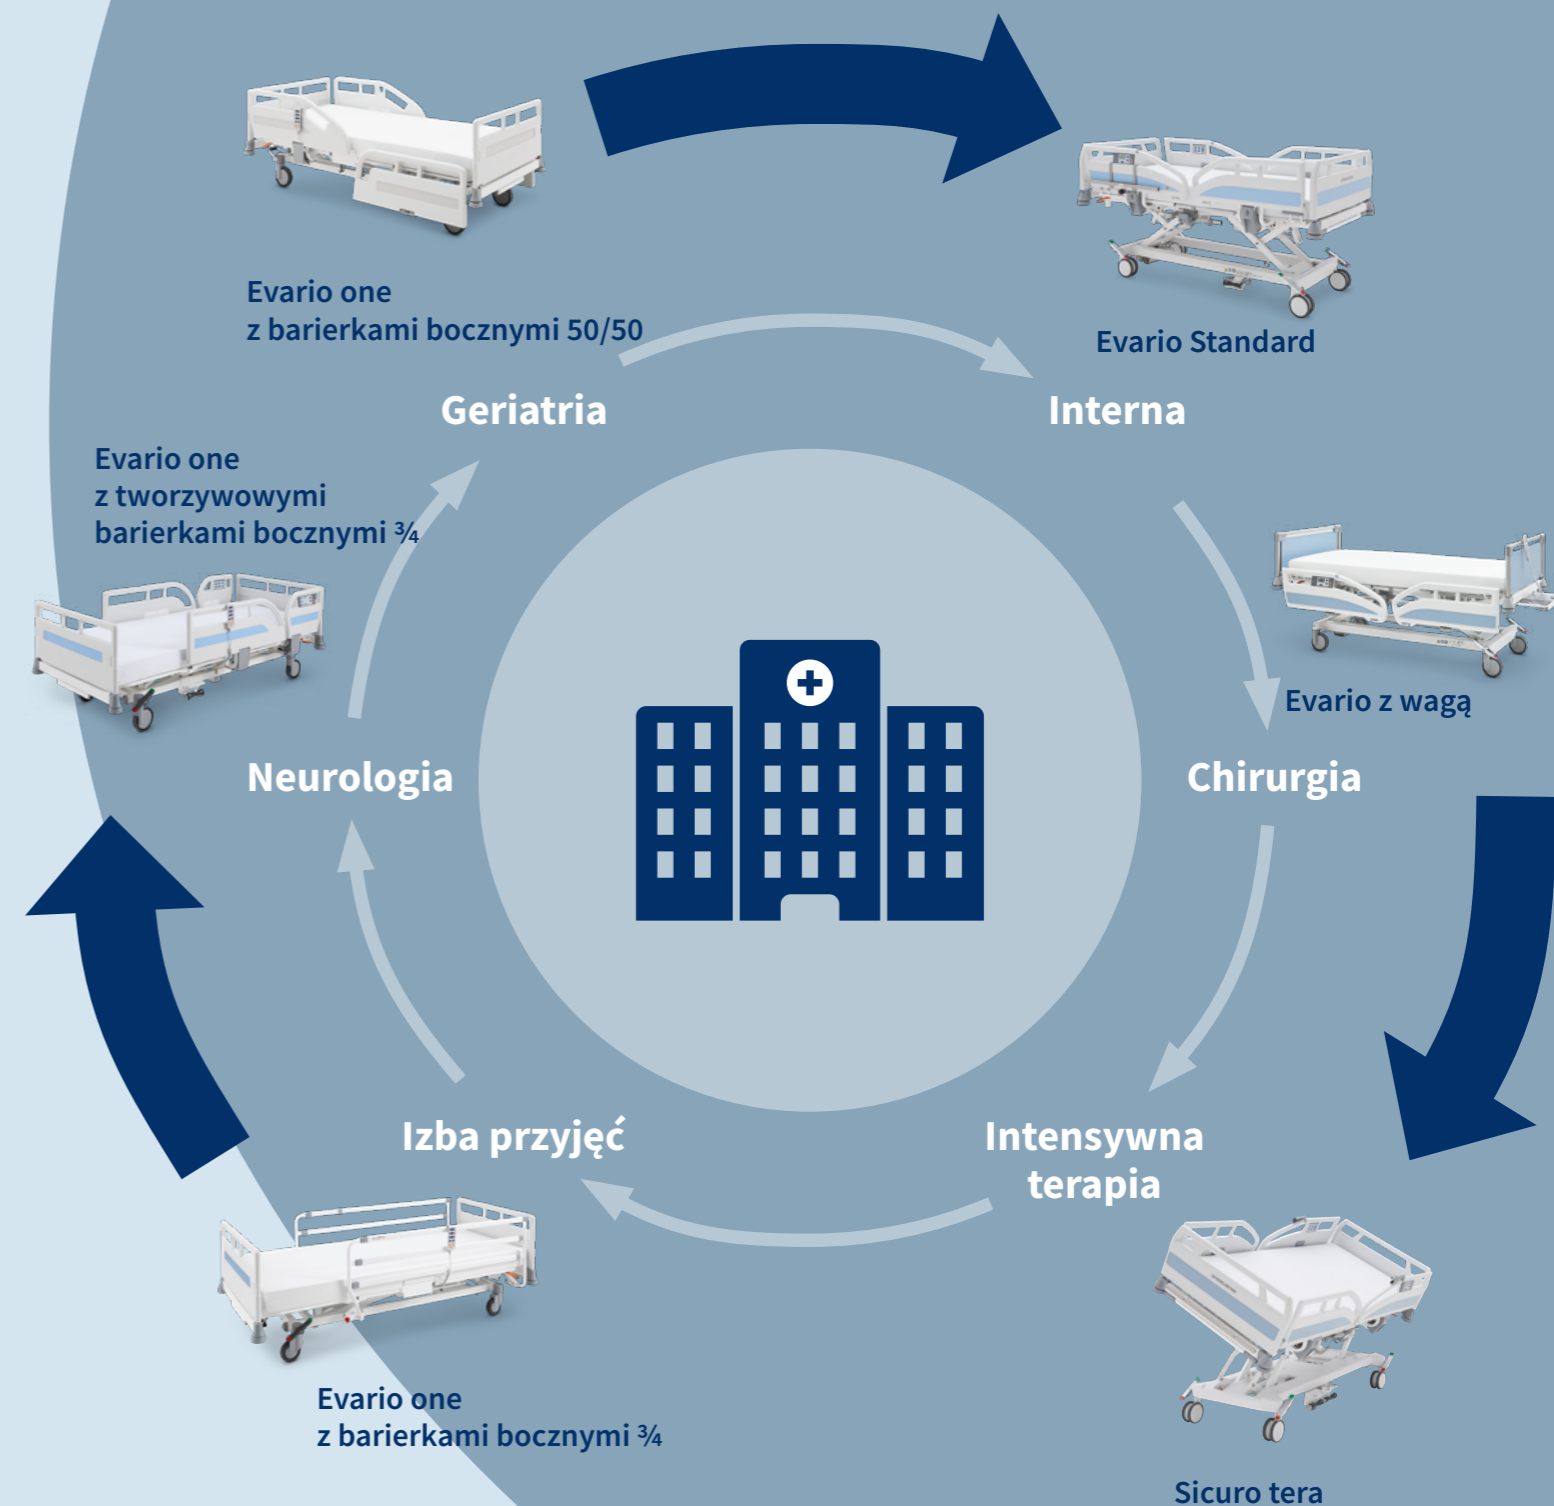 Evario one
z barierkami bocznymi 50/50
Evario Standard
Geriatria
Interna
Evario one
z tworzywowymi
barierkami bocznymi ¾
Evario z wagą
Neurologia
Chirurgia
Izba przyjęć
Intensywna
terapia
Evario one
z barierkami bocznymi ¾
Sicuro tera